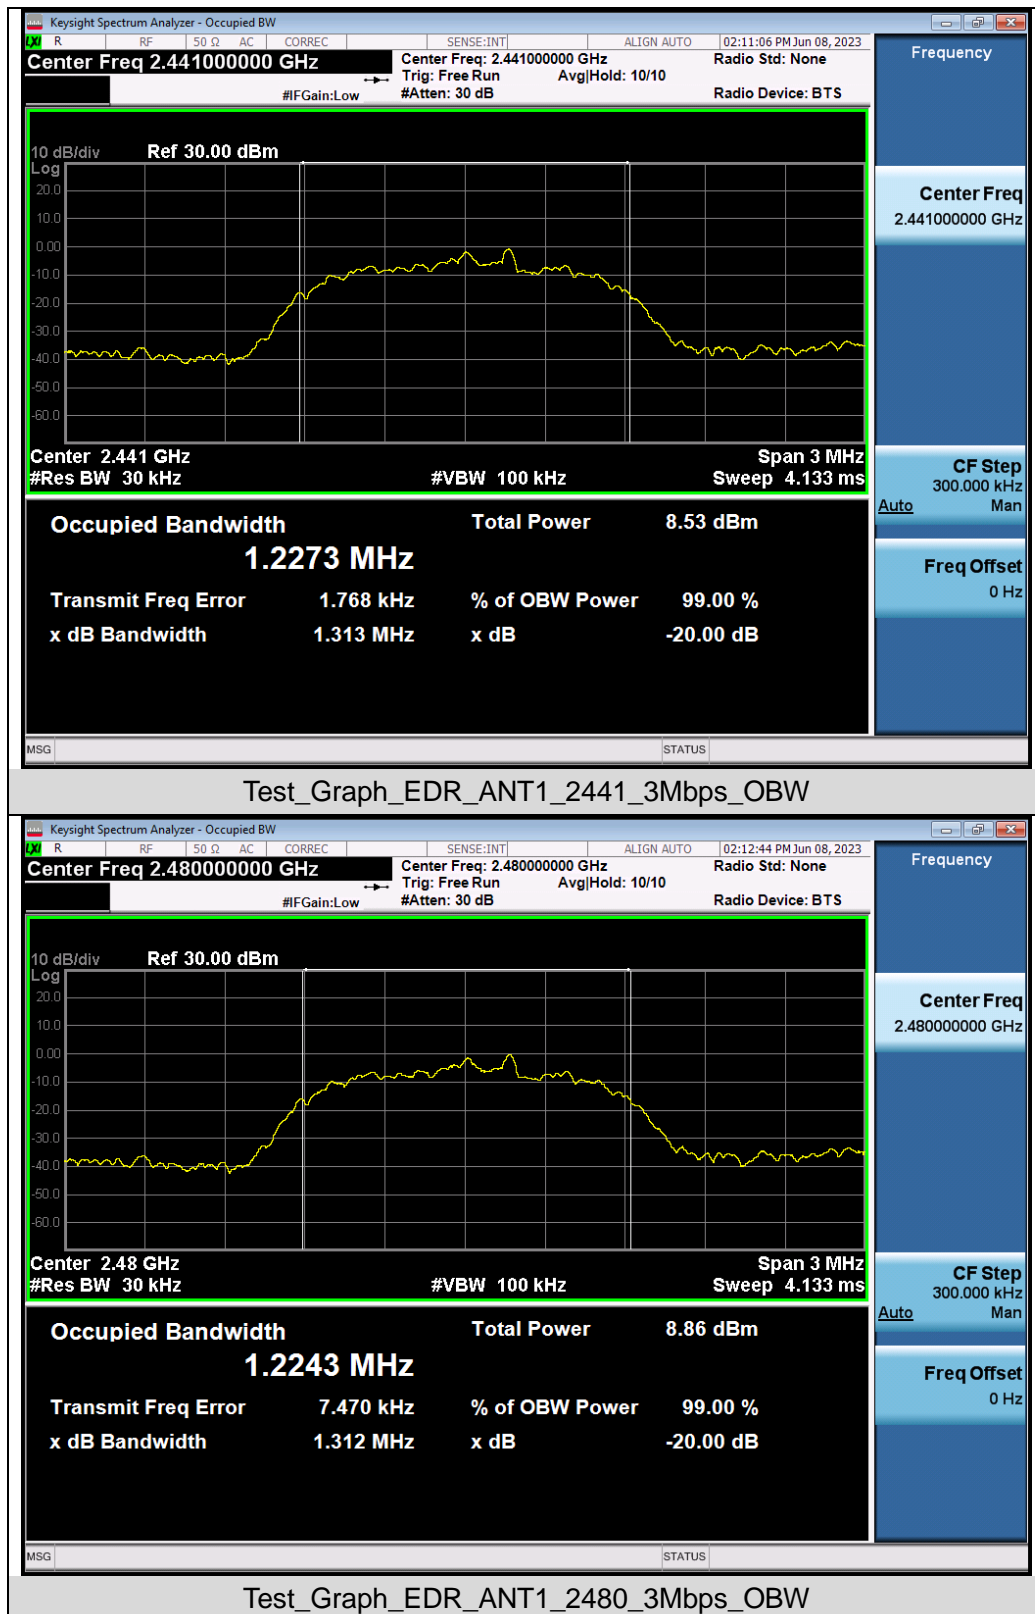 Keysight Spectrum Analyzer - Occupied BW
LXI R RF 50 Ω AC CORREC SENSE:INT ALIGN AUTO 02:11:06 PM Jun 08, 2023
Center Freq 2.441000000 GHz
Center Freq: 2.441000000 GHz
Radio Std: None
Trig: Free Run Avg|Hold: 10/10
#IFGain:Low
#Atten: 30 dB
Radio Device: BTS
10 dB/div Ref 30.00 dBm
Log
20.0
10.0
0.00
-10.0
-20.0
-30.0
-40.0
-50.0
-60.0
Center 2.441 GHz Span 3 MHz
#Res BW 30 kHz #VBW 100 kHz Sweep 4.133 ms
Occupied Bandwidth Total Power 8.53 dBm
1.2273 MHz
Transmit Freq Error 1.768 kHz % of OBW Power 99.00 %
x dB Bandwidth 1.313 MHz x dB -20.00 dB
MSG STATUS
Frequency
Center Freq
2.441000000 GHz
CF Step
300.000 kHz
Auto Man
Freq Offset
0 Hz
Test_Graph_EDR_ANT1_2441_3Mbps_OBW
Keysight Spectrum Analyzer - Occupied BW
LXI R RF 50 Ω AC CORREC SENSE:INT ALIGN AUTO 02:12:44 PM Jun 08, 2023
Center Freq 2.480000000 GHz
Center Freq: 2.480000000 GHz
Radio Std: None
Trig: Free Run Avg|Hold: 10/10
#IFGain:Low
#Atten: 30 dB
Radio Device: BTS
10 dB/div Ref 30.00 dBm
Log
20.0
10.0
0.00
-10.0
-20.0
-30.0
-40.0
-50.0
-60.0
Center 2.48 GHz Span 3 MHz
#Res BW 30 kHz #VBW 100 kHz Sweep 4.133 ms
Occupied Bandwidth Total Power 8.86 dBm
1.2243 MHz
Transmit Freq Error 7.470 kHz % of OBW Power 99.00 %
x dB Bandwidth 1.312 MHz x dB -20.00 dB
MSG STATUS
Frequency
Center Freq
2.480000000 GHz
CF Step
300.000 kHz
Auto Man
Freq Offset
0 Hz
Test_Graph_EDR_ANT1_2480_3Mbps_OBW